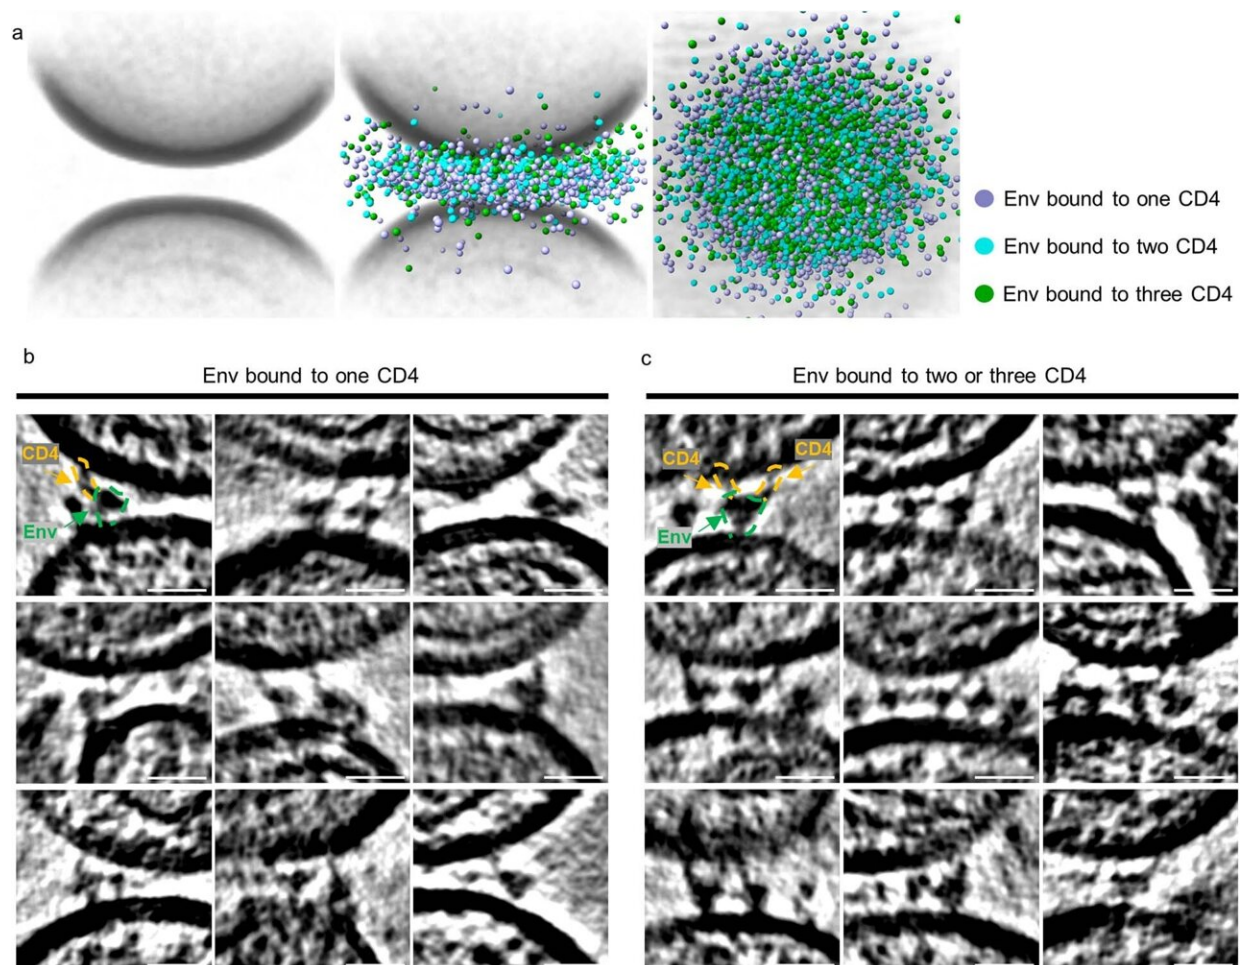 a
Env bound to one CD4
Env bound to two CD4
Env bound to three CD4
b
Env bound to one CD4
CD4
Env
c
Env bound to two or three CD4
CD4
CD4
Env